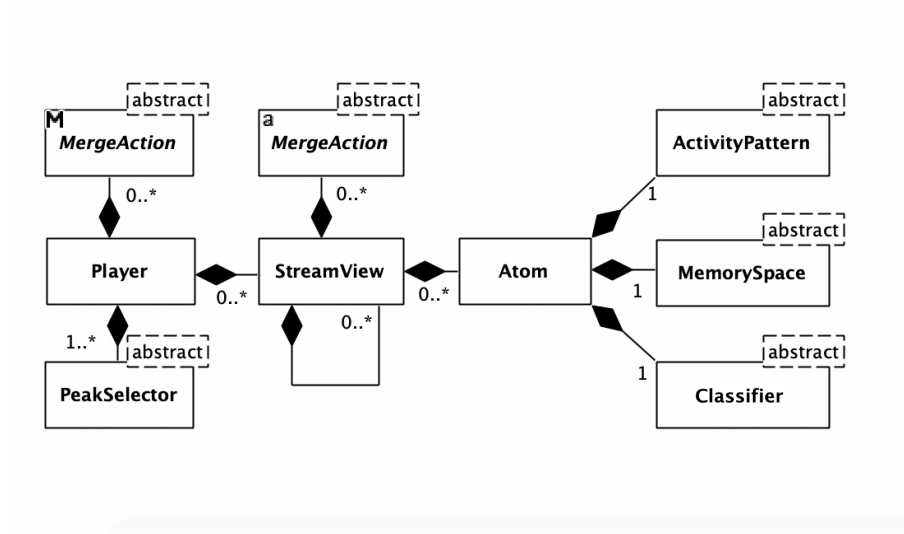 abstract
abstract
abstract
M
MergeAction
a
MergeAction
ActivityPattern
0..*
0..*
1
abstract
Player
StreamView
Atom
MemorySpace
0..*
0..*
1
0..*
1..*
abstract
abstract
1
PeakSelector
Classifier